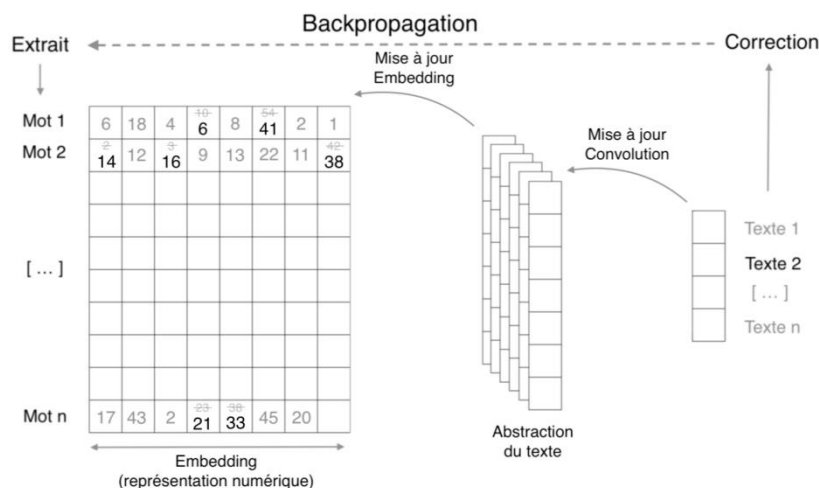 Backpropagation
Extrait
Correction
Mise à jour
Embedding
Mise à jour
Convolution
10 54
Mot 1 6 18 4 6 8 41 2 1
2 3 42
Mot 2 14 12 16 9 13 22 11 38
[ ... ]
23 38
Mot n 17 43 2 21 33 45 20
Texte 1
Texte 2
[ ... ]
Texte n
Embedding
(représentation numérique)
Abstraction
du texte